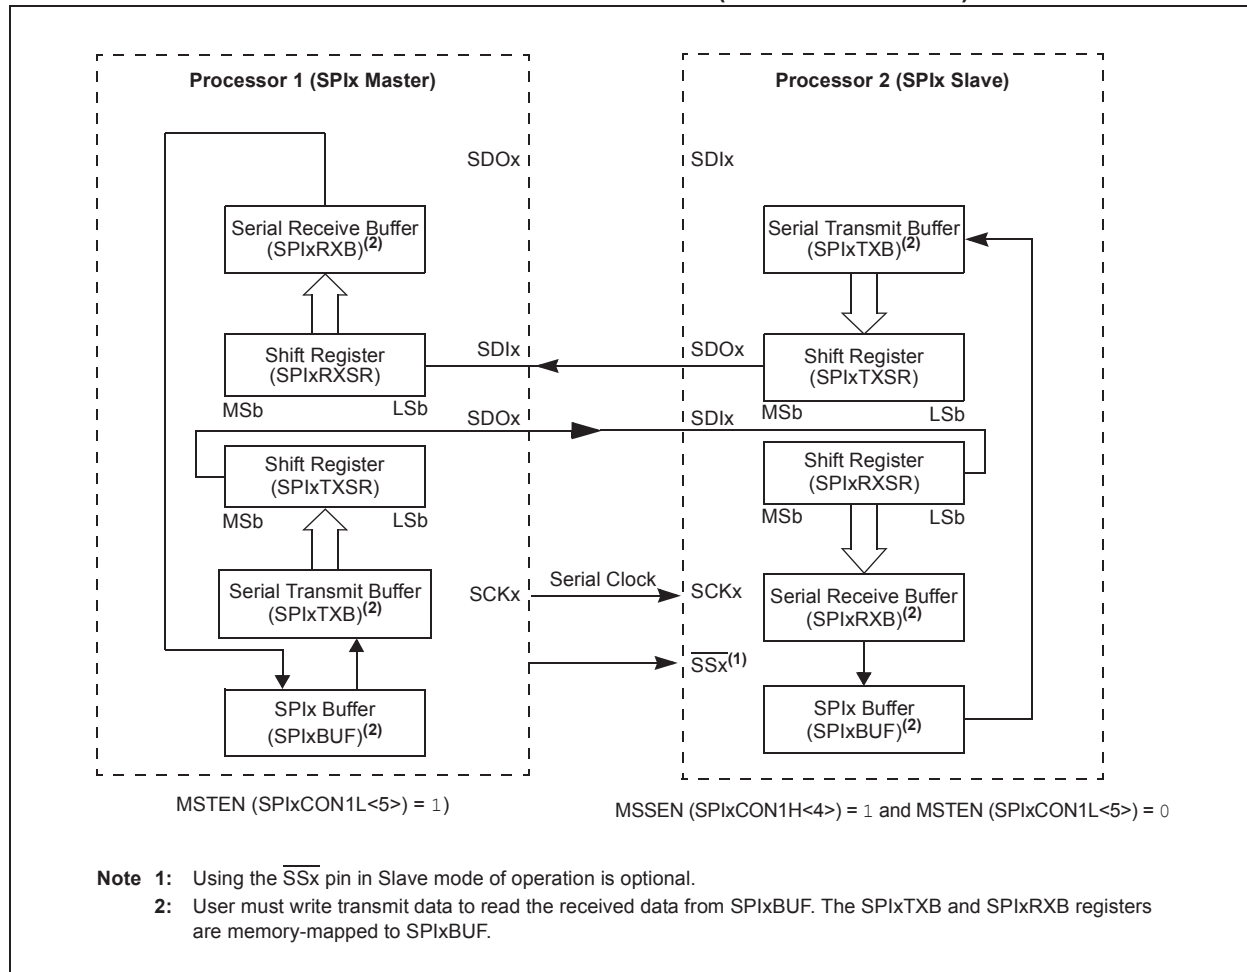 Processor 1 (SPIx Master)
SDOx
Serial Receive Buffer
(SPIxRXB)(2)
Shift Register
(SPIxRXSR)
SDIx
MSb
LSb
SDOx
Shift Register
(SPIxTXSR)
MSb
LSb
Serial Transmit Buffer
(SPIxTXB)(2)
SCKx
SPIx Buffer
(SPIxBUF)(2)
MSTEN (SPIxCON1L<5>) = 1)
Serial Clock
Processor 2 (SPIx Slave)
SDIx
Serial Transmit Buffer
(SPIxTXB)(2)
SDOx
Shift Register
(SPIxTXSR)
MSb
LSb
SDIx
Shift Register
(SPIxRXSR)
MSb
LSb
SCKx
Serial Receive Buffer
(SPIxRXB)(2)
SSx(1)
SPIx Buffer
(SPIxBUF)(2)
MSSEN (SPIxCON1H<4>) = 1 and MSTEN (SPIxCON1L<5>) = 0
Note 1: Using the SSx pin in Slave mode of operation is optional.
2: User must write transmit data to read the received data from SPIxBUF. The SPIxTXB and SPIxRXB registers
are memory-mapped to SPIxBUF.